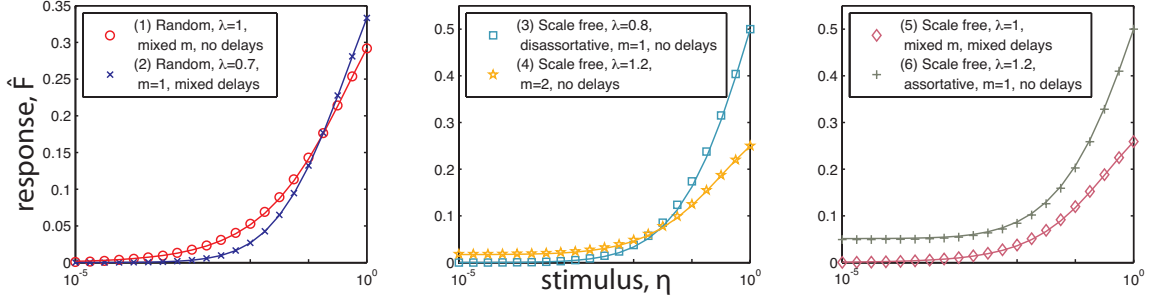 0.35
0.3
0.25
0.2
0.15
0.1
0.05
0
response, F̂
(1) Random, λ=1,
mixed m, no delays
(2) Random, λ=0.7,
m=1, mixed delays
10⁻⁵
10⁰
0.5
0.4
0.3
0.2
0.1
0
(3) Scale free, λ=0.8,
disassortative, m=1, no delays
(4) Scale free, λ=1.2,
m=2, no delays
10⁻⁵
10⁰
stimulus, η
0.5
0.4
0.3
0.2
0.1
0
(5) Scale free, λ=1,
mixed m, mixed delays
(6) Scale free, λ=1.2,
assortative, m=1, no delays
10⁻⁵
10⁰